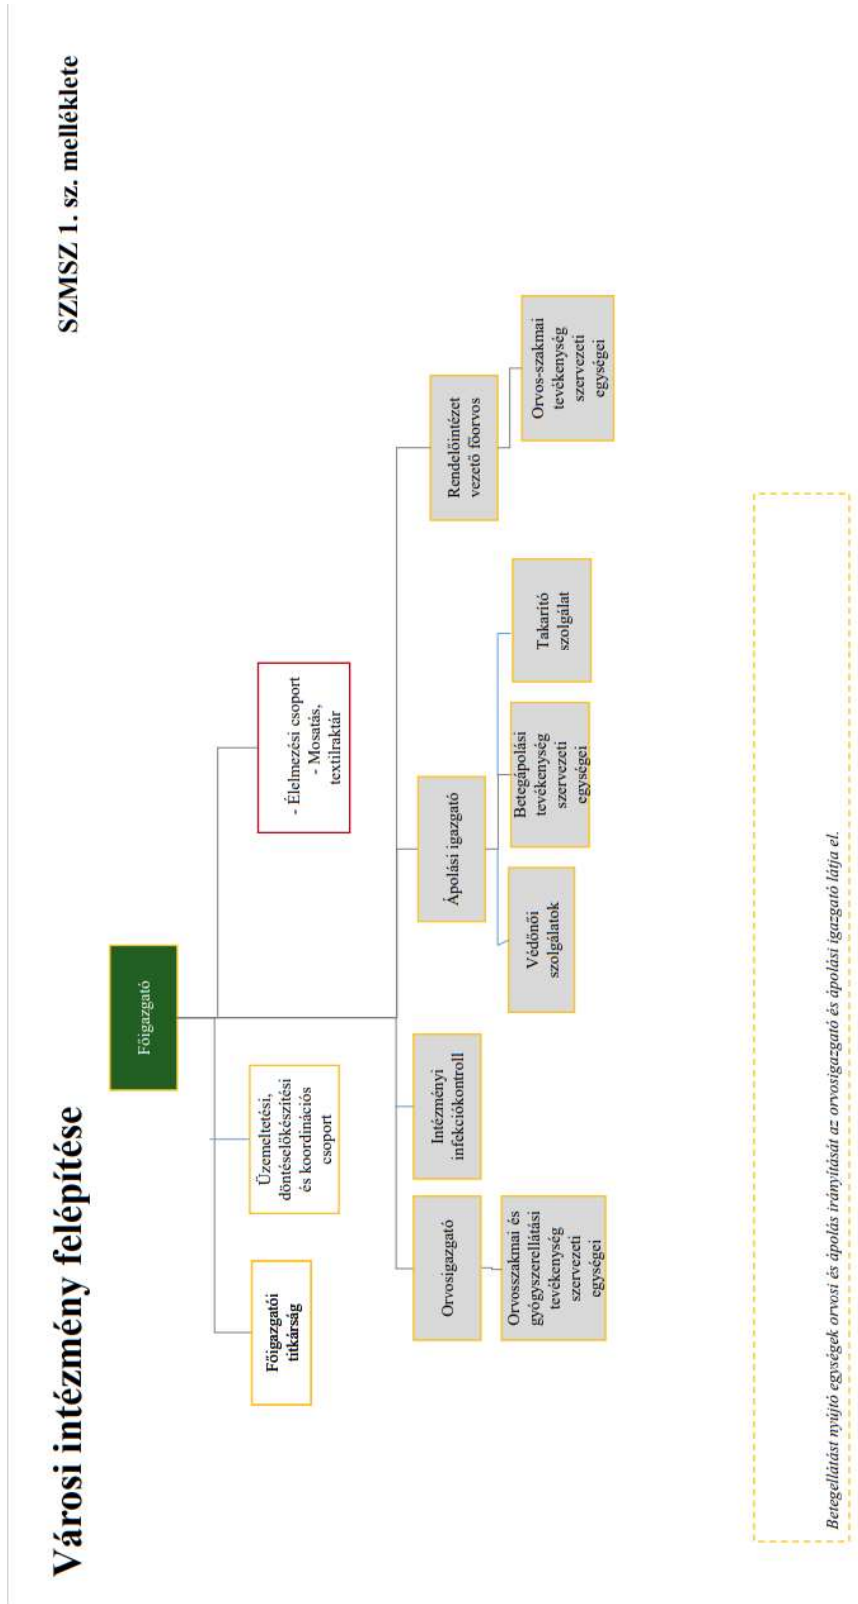 Városi intézmény felépítése
SZMSZ 1. sz. melléklete
Főigazgató
Főigazgatói
titkárság
Üzemeltetési,
döntéselőkészítési
és koordinációs
csoport
- Élelmezési csoport
- Mosatás,
textilraktár
Orvosigazgató
Intézményi
infekciókontroll
Ápolási igazgató
Rendelőintézet
vezető főorvos
Orvosszakmai és
gyógyszerellátási
tevékenység
szervezeti
egységei
Védőnői
szolgálatok
Betegápolási
tevékenység
szervezeti
egységei
Takarító
szolgálat
Orvos-szakmai
tevékenység
szervezeti
egységei
Betegellátást nyújtó egységek orvosi és ápolás irányítását az orvosigazgató és ápolási igazgató látja el.